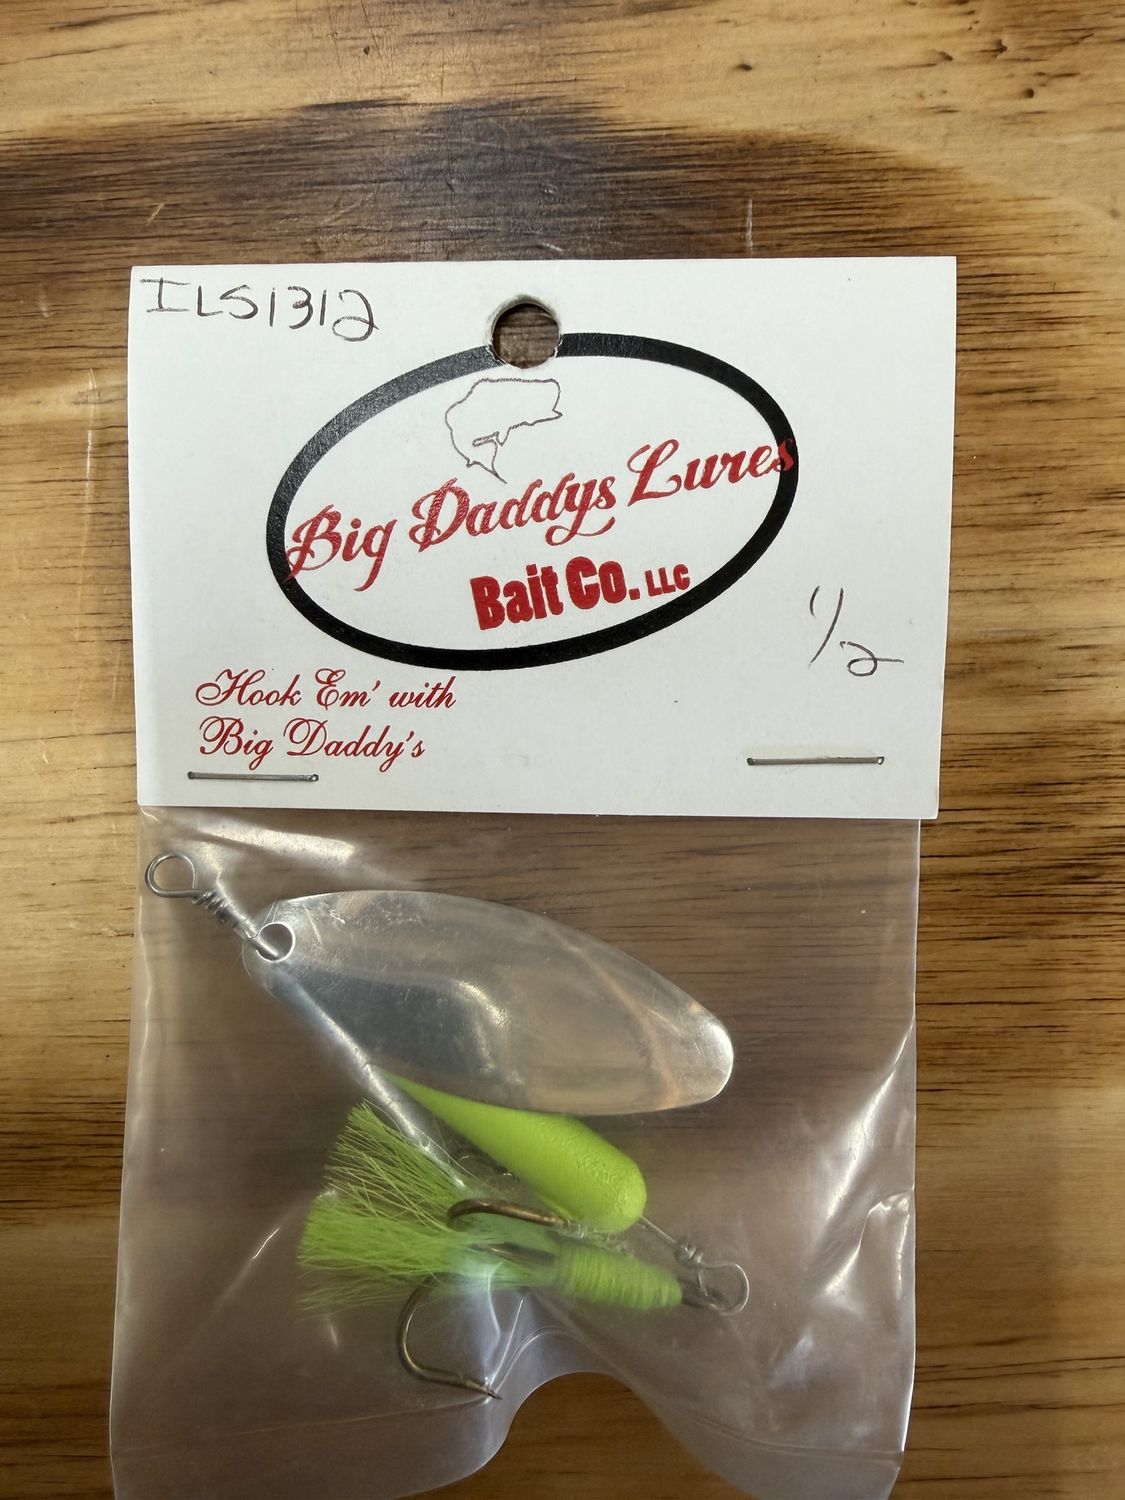 ILS1312
Big Daddys Lures
Bait Co. LLC
1/2
Hook Em' with
Big Daddy's